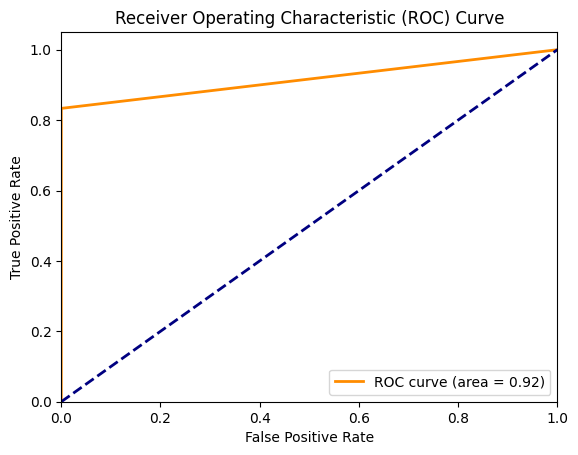 Receiver Operating Characteristic (ROC) Curve
1.0
0.8
0.6
0.4
0.2
0.0
True Positive Rate
ROC curve (area = 0.92)
0.0 0.2 0.4 0.6 0.8 1.0
False Positive Rate